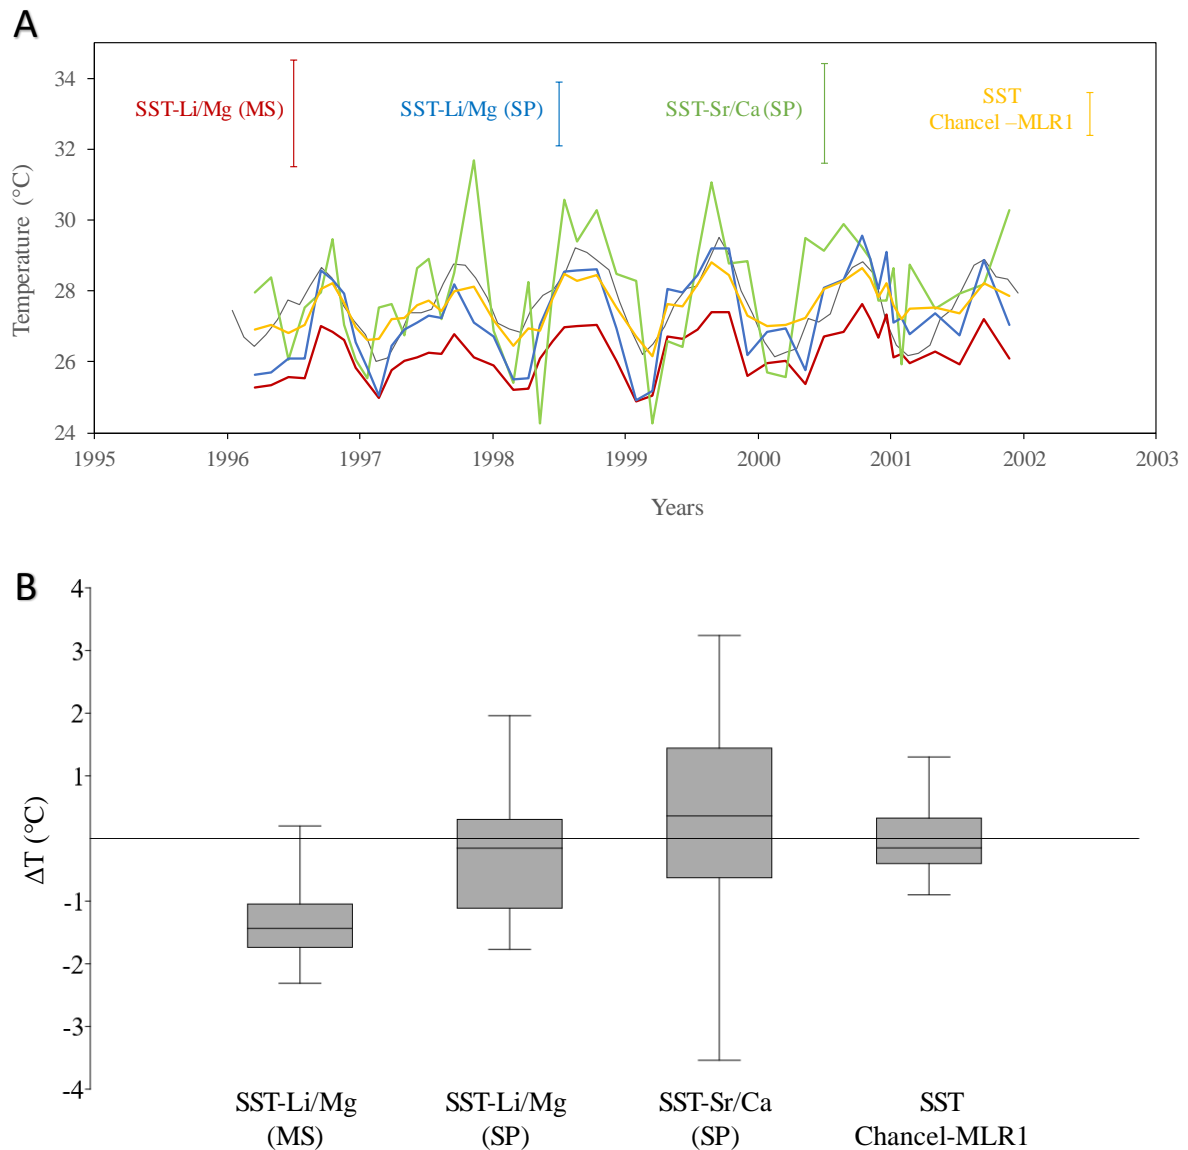 A
34
32
30
28
26
24
Temperature (°C)
SST-Li/Mg (MS)
SST-Li/Mg (SP)
SST-Sr/Ca (SP)
SST
Chancel –MLR1
1995 1996 1997 1998 1999 2000 2001 2002 2003
Years
B
4
3
2
1
-1
-2
-3
-4
ΔT (°C)
SST-Li/Mg SST-Li/Mg SST-Sr/Ca SST
(MS) (SP) (SP) Chancel-MLR1